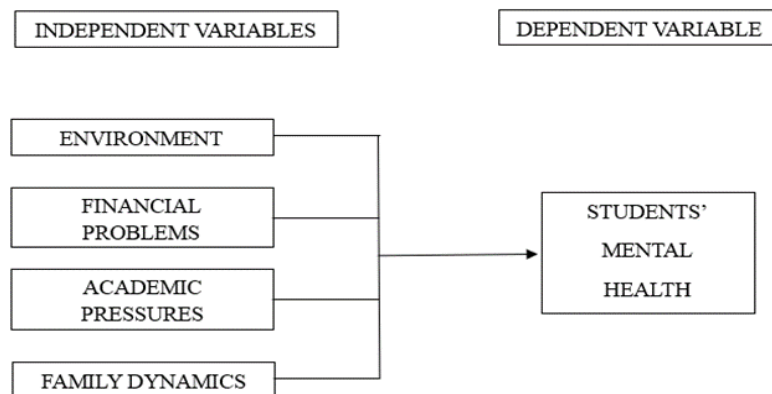 INDEPENDENT VARIABLES
DEPENDENT VARIABLE
ENVIRONMENT
FINANCIAL
PROBLEMS
ACADEMIC
PRESSURES
FAMILY DYNAMICS
STUDENTS’
MENTAL
HEALTH